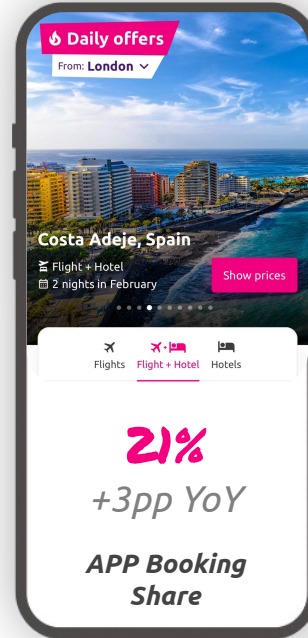 Daily offers
From: London
Costa Adeje, Spain
Flight + Hotel
2 nights in February
Show prices
Flights Flight + Hotel Hotels
21%
+3pp YoY
APP Booking
Share